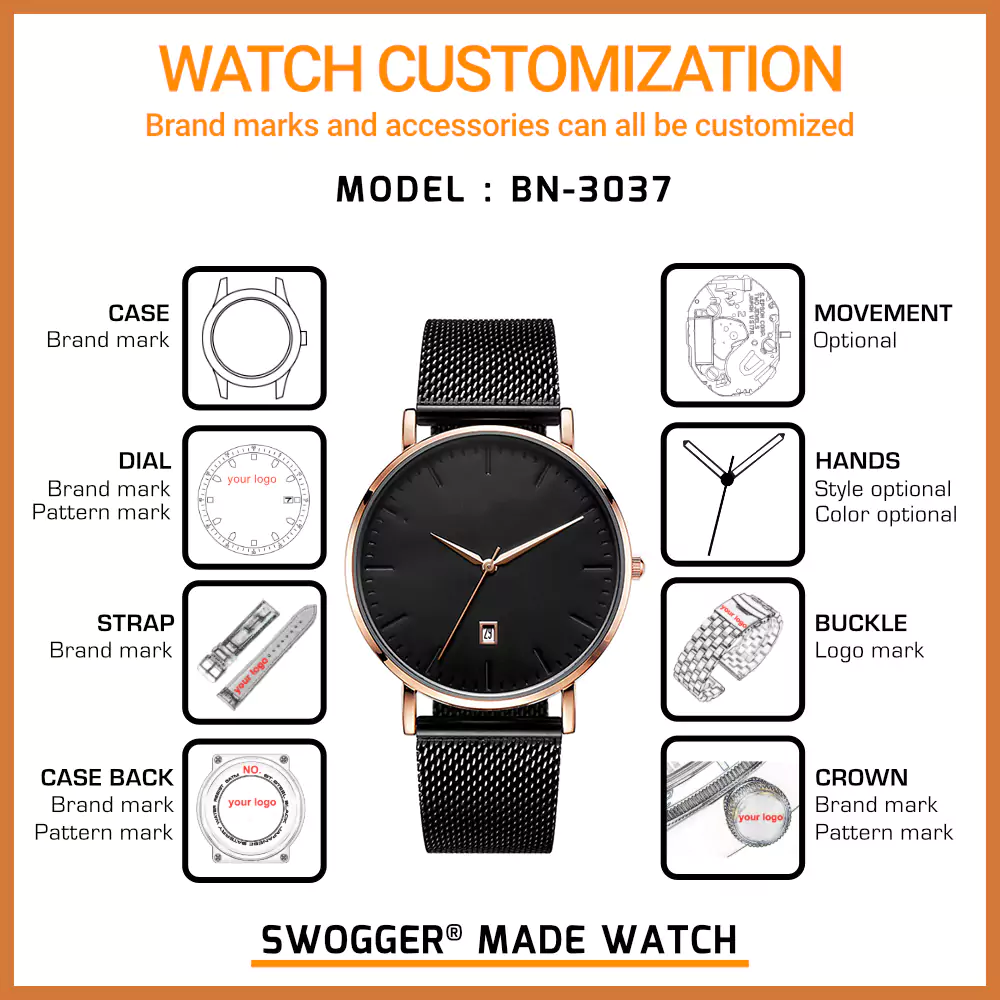 WATCH CUSTOMIZATION
Brand marks and accessories can all be customized
MODEL : BN-3037
CASE
Brand mark
DIAL
Brand mark
Pattern mark
your logo
7
STRAP
Brand mark
your logo
CASE BACK
Brand mark
Pattern mark
NO.
your logo
MOVEMENT
Optional
HANDS
Style optional
Color optional
BUCKLE
Logo mark
your logo
CROWN
Brand mark
Pattern mark
your logo
SWOGGER® MADE WATCH